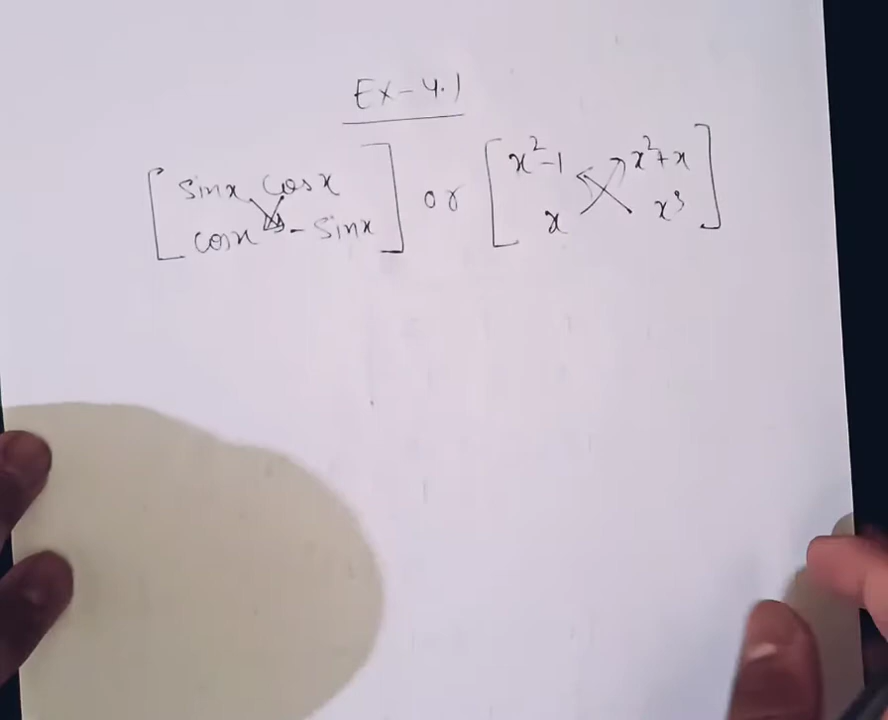 Ex-4.1
[ sinx cosx ] or [ x²-1 x²+x ]
cosx - sinx x x³